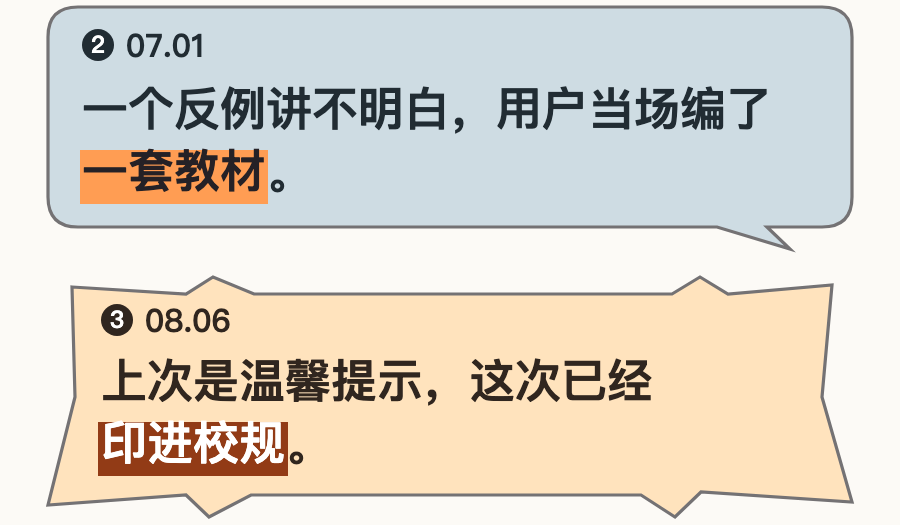 ❷ 07.01
一个反例讲不明白，用户当场编了
一套教材。
❸ 08.06
上次是温馨提示，这次已经
印进校规。